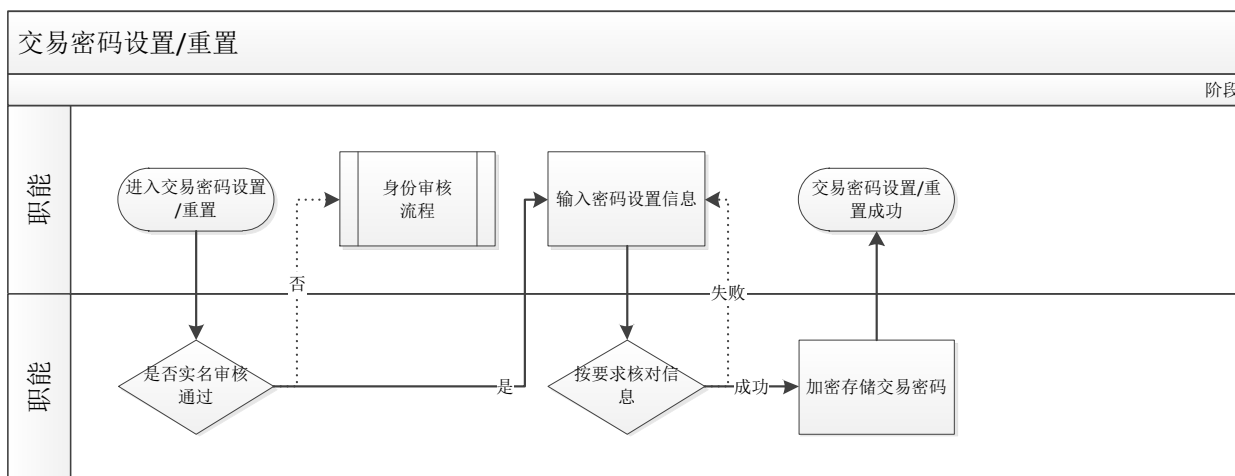 交易密码设置/重置
阶段
职能
进入交易密码设置
/重置
身份审核
流程
输入密码设置信息
交易密码设置/重
置成功
否
失败
职能
是否实名审核
通过
是
按要求核对信
息
成功
加密存储交易密码